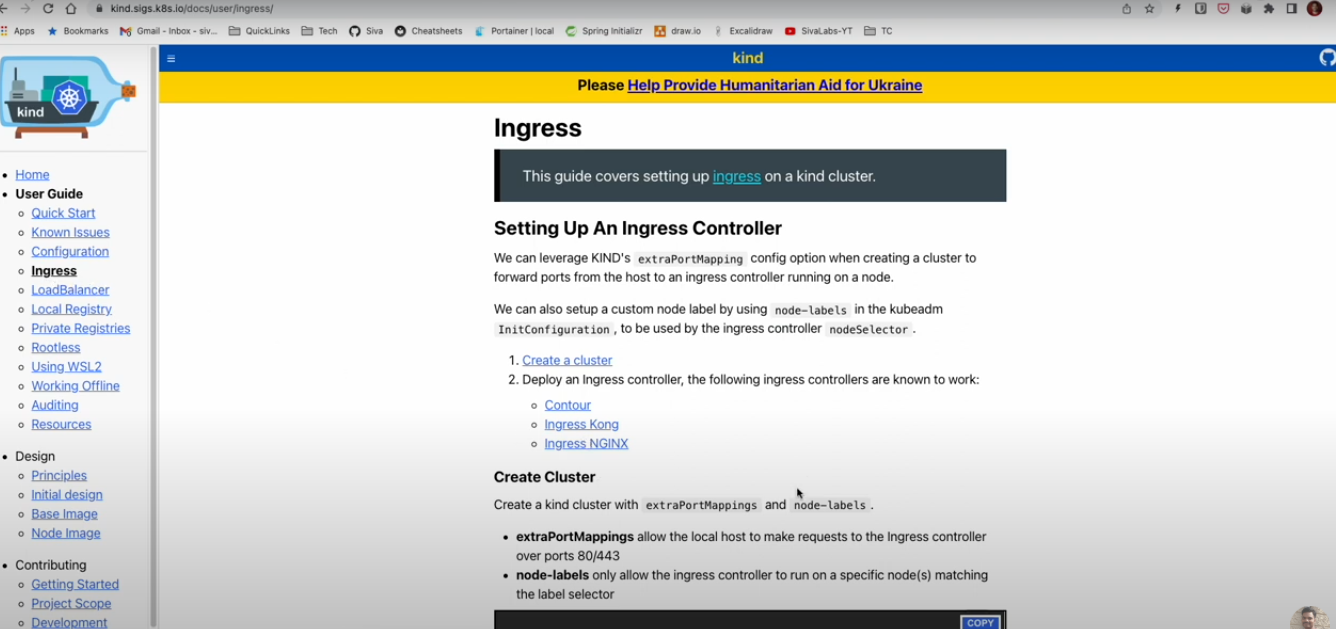 kind.sigs.k8s.io/docs/user/ingress/
Apps Bookmarks Gmail - Inbox - siv... QuickLinks Tech Siva Cheatsheets Portainer | local Spring Initializr draw.io Excalidraw SivaLabs-YT TC
kind
Please Help Provide Humanitarian Aid for Ukraine
kind
Home
User Guide
Quick Start
Known Issues
Configuration
Ingress
LoadBalancer
Local Registry
Private Registries
Rootless
Using WSL2
Working Offline
Auditing
Resources
Design
Principles
Initial design
Base Image
Node Image
Contributing
Getting Started
Project Scope
Development
Ingress
This guide covers setting up ingress on a kind cluster.
Setting Up An Ingress Controller
We can leverage KIND's extraPortMapping config option when creating a cluster to
forward ports from the host to an ingress controller running on a node.
We can also setup a custom node label by using node-labels in the kubeadm
InitConfiguration, to be used by the ingress controller nodeSelector.
1. Create a cluster
2. Deploy an Ingress controller, the following ingress controllers are known to work:
Contour
Ingress Kong
Ingress NGINX
Create Cluster
Create a kind cluster with extraPortMappings and node-labels.
extraPortMappings allow the local host to make requests to the Ingress controller
over ports 80/443
node-labels only allow the ingress controller to run on a specific node(s) matching
the label selector
COPY